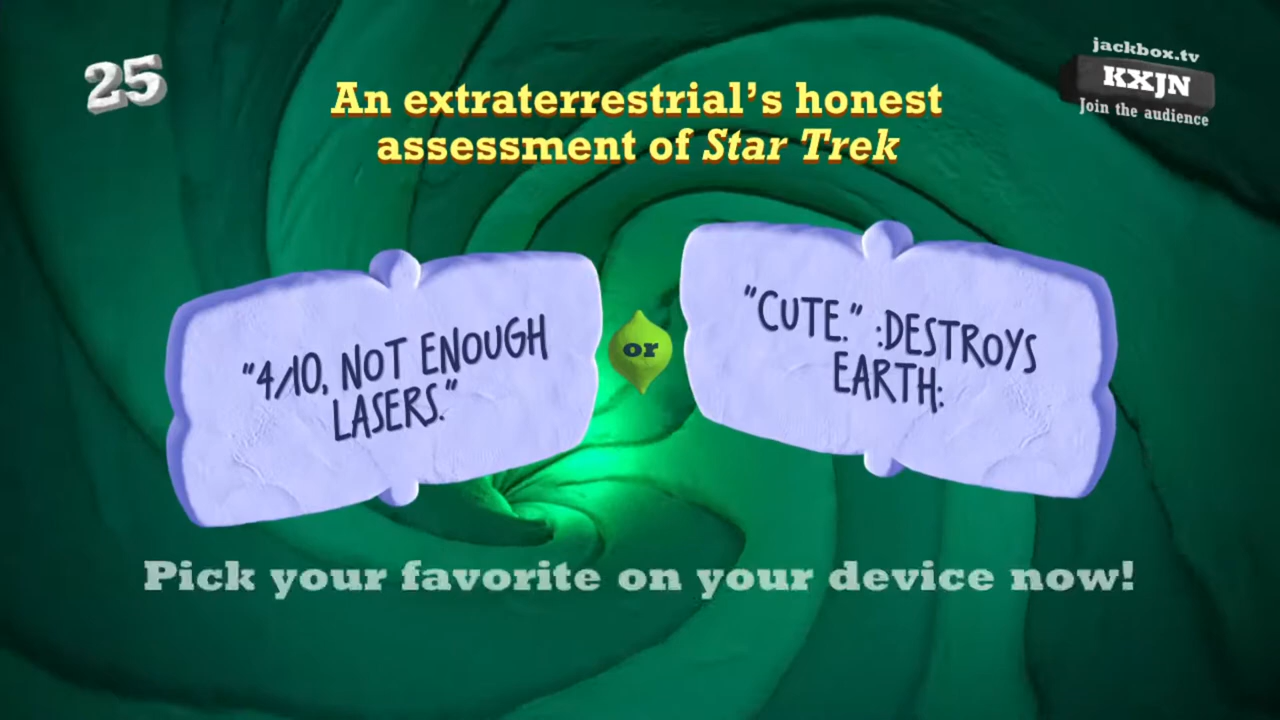 25
jackbox.tv
KXJN
Join the audience
An extraterrestrial's honest
assessment of Star Trek
"4/10, NOT ENOUGH
LASERS."
or
"CUTE." :DESTROYS
EARTH:
Pick your favorite on your device now!